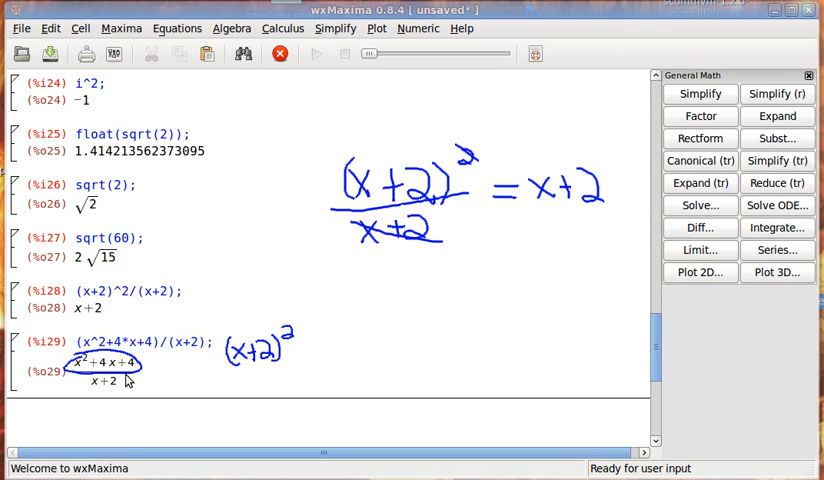 wxMaxima 0.8.4 [ unsaved* ]
File Edit Cell Maxima Equations Algebra Calculus Simplify Plot Numeric Help
(%i24) i^2;
(%o24) -1
(%i25) float(sqrt(2));
(%o25) 1.414213562373095
(%i26) sqrt(2);
(%o26) √2
(%i27) sqrt(60);
(%o27) 2 √15
(%i28) (x+2)^2/(x+2);
(%o28) x+2
(%i29) (x^2+4*x+4)/(x+2);
(%o29) x²+4 x+4
x+2
(x+2)²
(x+2)² = x+2
x+2
General Math
Simplify Simplify (r)
Factor Expand
Rectform Subst...
Canonical (tr) Simplify (tr)
Expand (tr) Reduce (tr)
Solve... Solve ODE...
Diff... Integrate...
Limit... Series...
Plot 2D... Plot 3D...
Welcome to wxMaxima Ready for user input